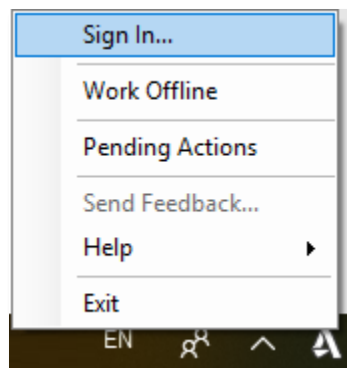 Sign In...
Work Offline
Pending Actions
Send Feedback...
Help
Exit
EN